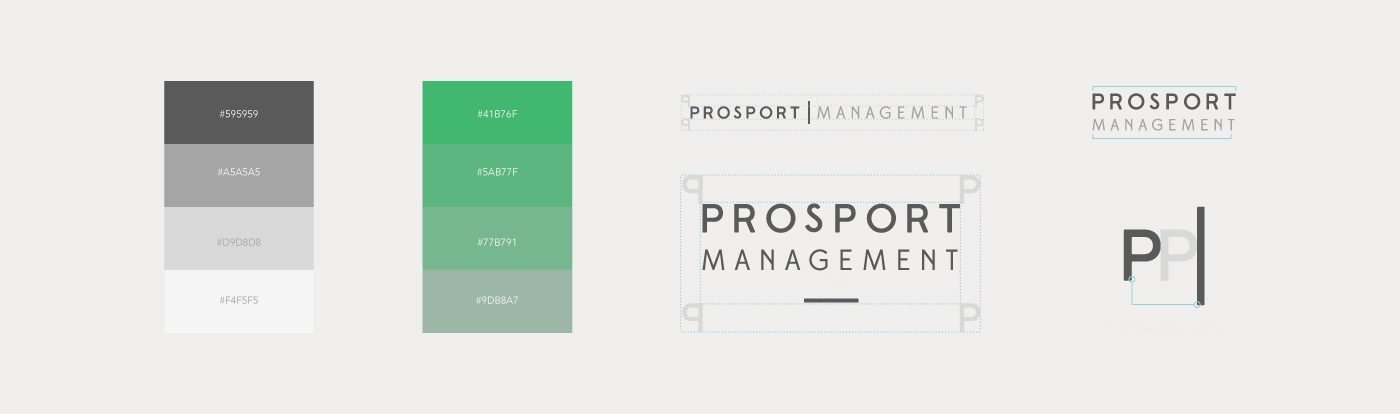 #595959
#A5A5A5
#D9D8D8
#F4F5F5
#41B76F
#5AB77F
#77B791
#9DB8A7
P P
PROSPORT | MANAGEMENT
P P
P P
PROSPORT
MANAGEMENT
P P
PROSPORT
MANAGEMENT
PP